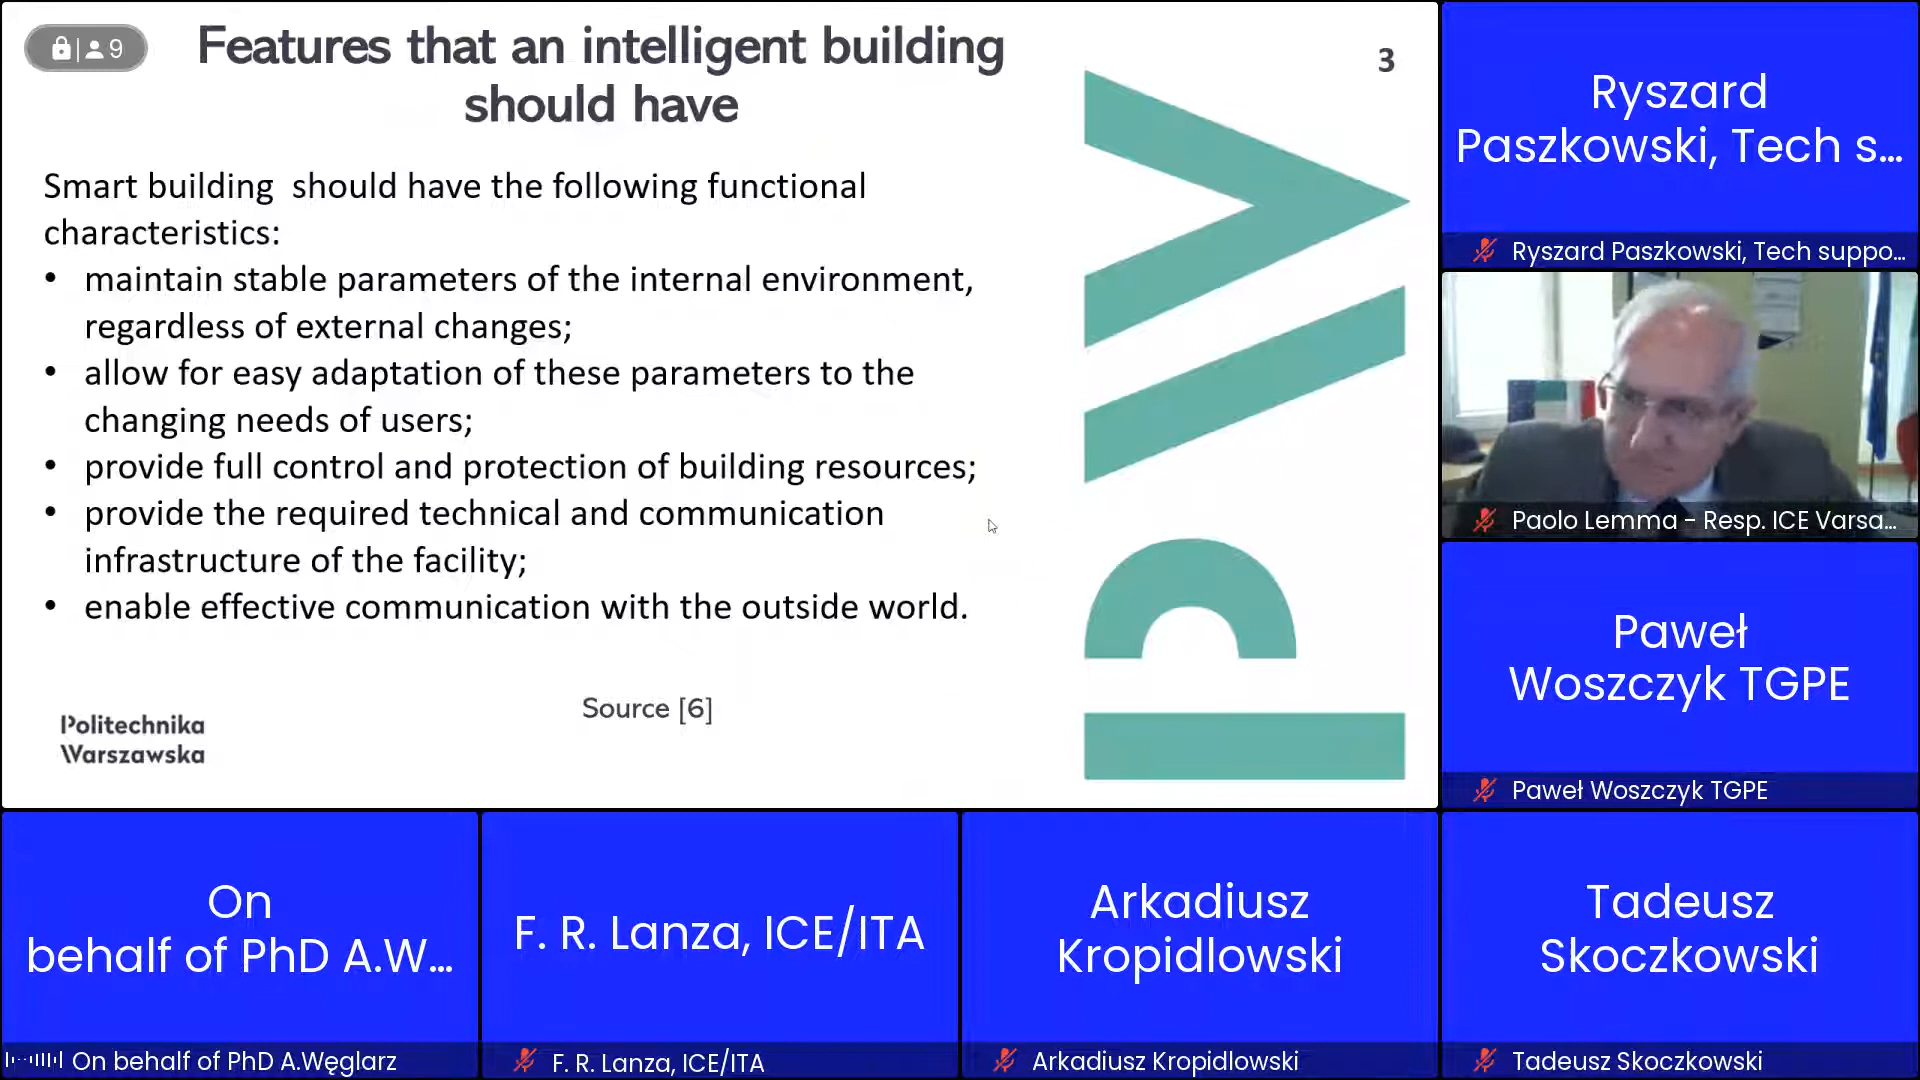 9
Features that an intelligent building
should have
3
Smart building  should have the following functional
characteristics:
• maintain stable parameters of the internal environment,
regardless of external changes;
• allow for easy adaptation of these parameters to the
changing needs of users;
• provide full control and protection of building resources;
• provide the required technical and communication
infrastructure of the facility;
• enable effective communication with the outside world.
Source [6]
Politechnika
Warszawska
Ryszard
Paszkowski, Tech s...
Ryszard Paszkowski, Tech suppo...
Paolo Lemma - Resp. ICE Varsa...
Paweł
Woszczyk TGPE
Paweł Woszczyk TGPE
On
behalf of PhD A.W...
On behalf of PhD A.Węglarz
F. R. Lanza, ICE/ITA
F. R. Lanza, ICE/ITA
Arkadiusz
Kropidlowski
Arkadiusz Kropidlowski
Tadeusz
Skoczkowski
Tadeusz Skoczkowski